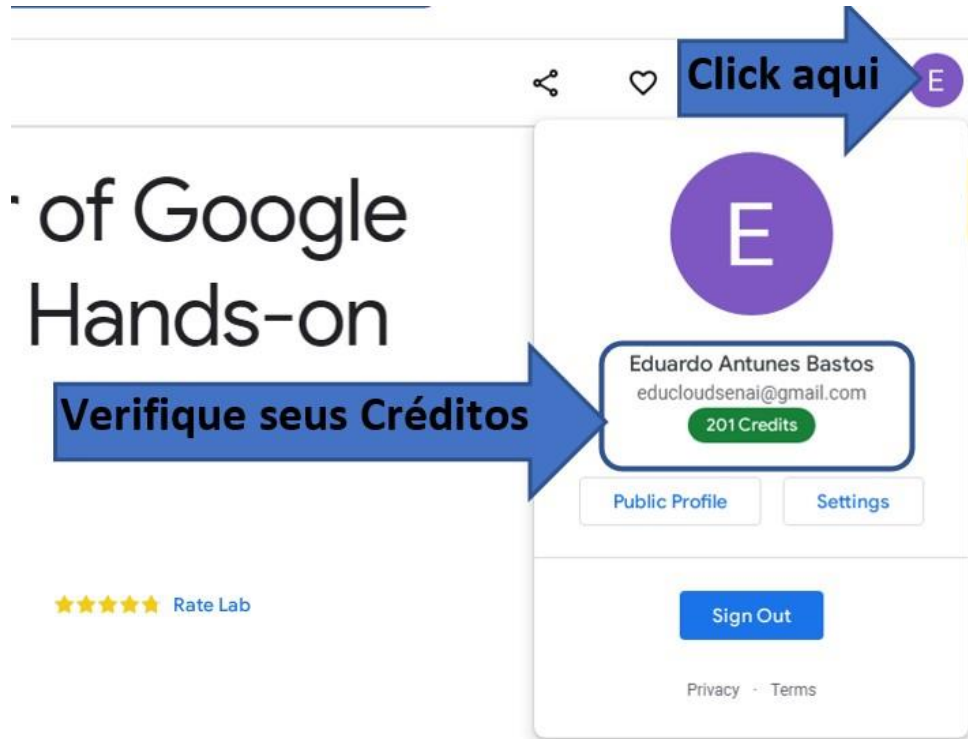 Click aqui
E
of Google
Hands-on
E
Eduardo Antunes Bastos
educloudsenai@gmail.com
201 Credits
Verifique seus Créditos
Public Profile
Settings
Rate Lab
Sign Out
Privacy · Terms